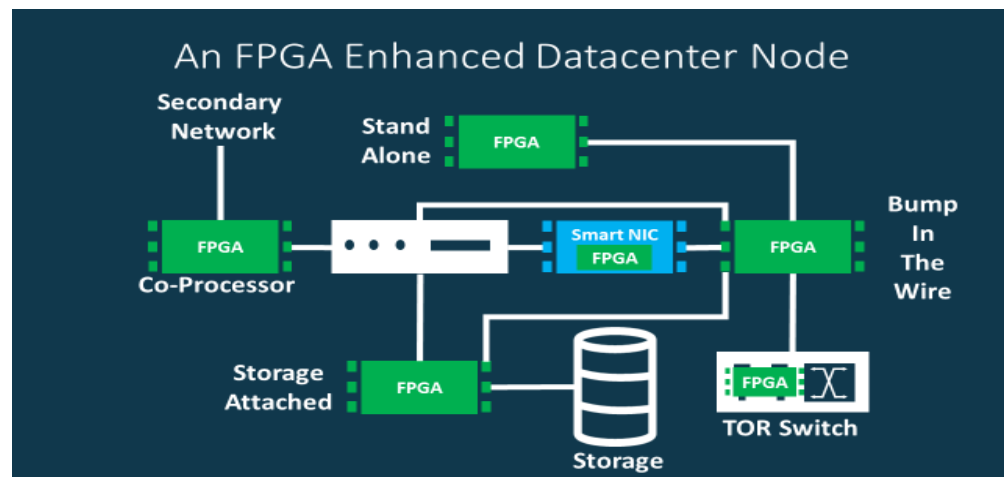 An FPGA Enhanced Datacenter Node
Secondary
Network
Stand
Alone
FPGA
FPGA
Co-Processor
Smart NIC
FPGA
FPGA
Bump
In
The
Wire
Storage
Attached
FPGA
Storage
FPGA
TOR Switch